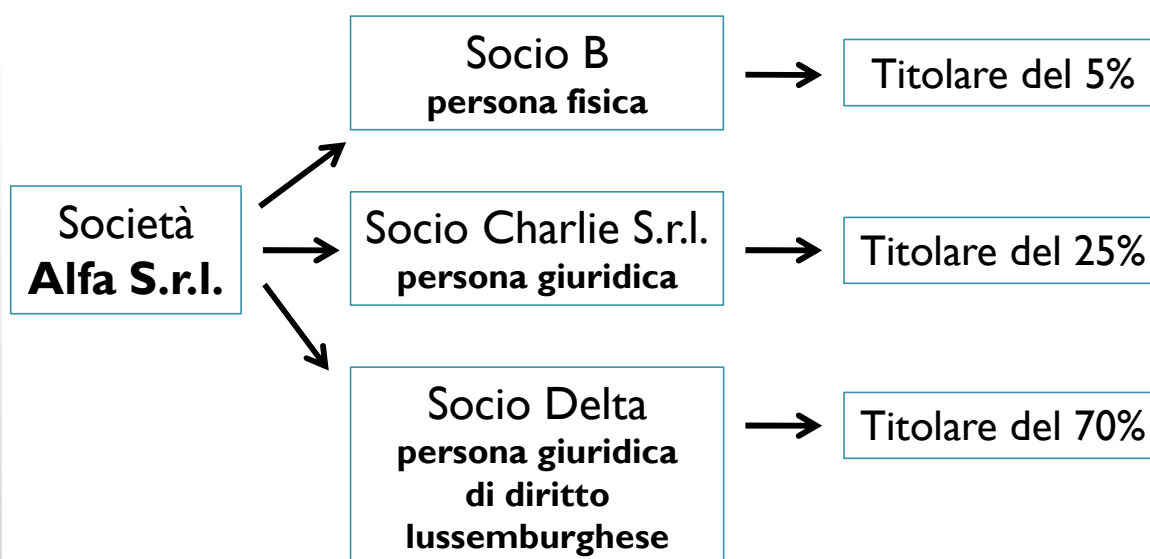 Socio B
persona fisica
Titolare del 5%
Società
Alfa S.r.l.
Socio Charlie S.r.l.
persona giuridica
Titolare del 25%
Socio Delta
persona giuridica
di diritto
lussemburghese
Titolare del 70%